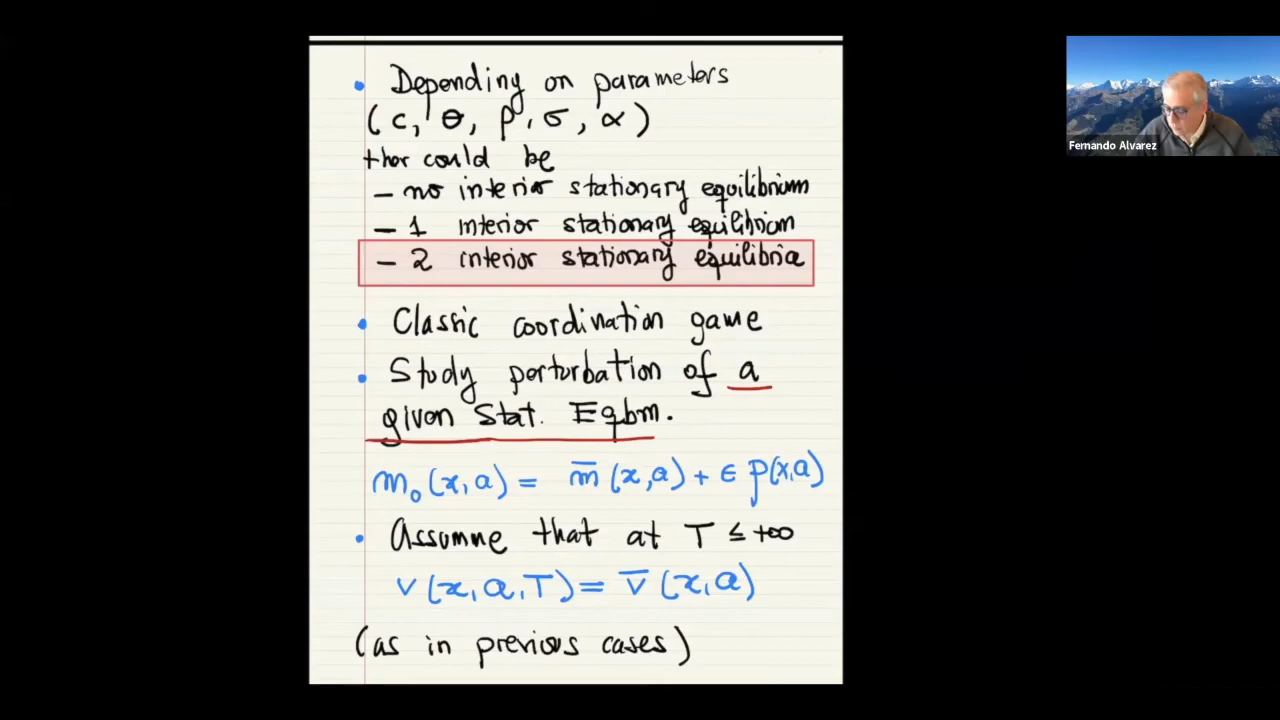 • Depending on parameters
(c, θ, ρ, σ, α)
ther could be
- no interior stationary equilibrium
- 1 interior stationary equilibrium
- 2 interior stationary equilibria
• Classic coordination game
• Study perturbation of a
given Stat. Eqbm.
m₀(x,a) = m̅(x,a) + ϵ p(x,a)
• Assumne that at T ≤ +∞
v(x,a,T) = v̅(x,a)
(as in previous cases)
Fernando Alvarez